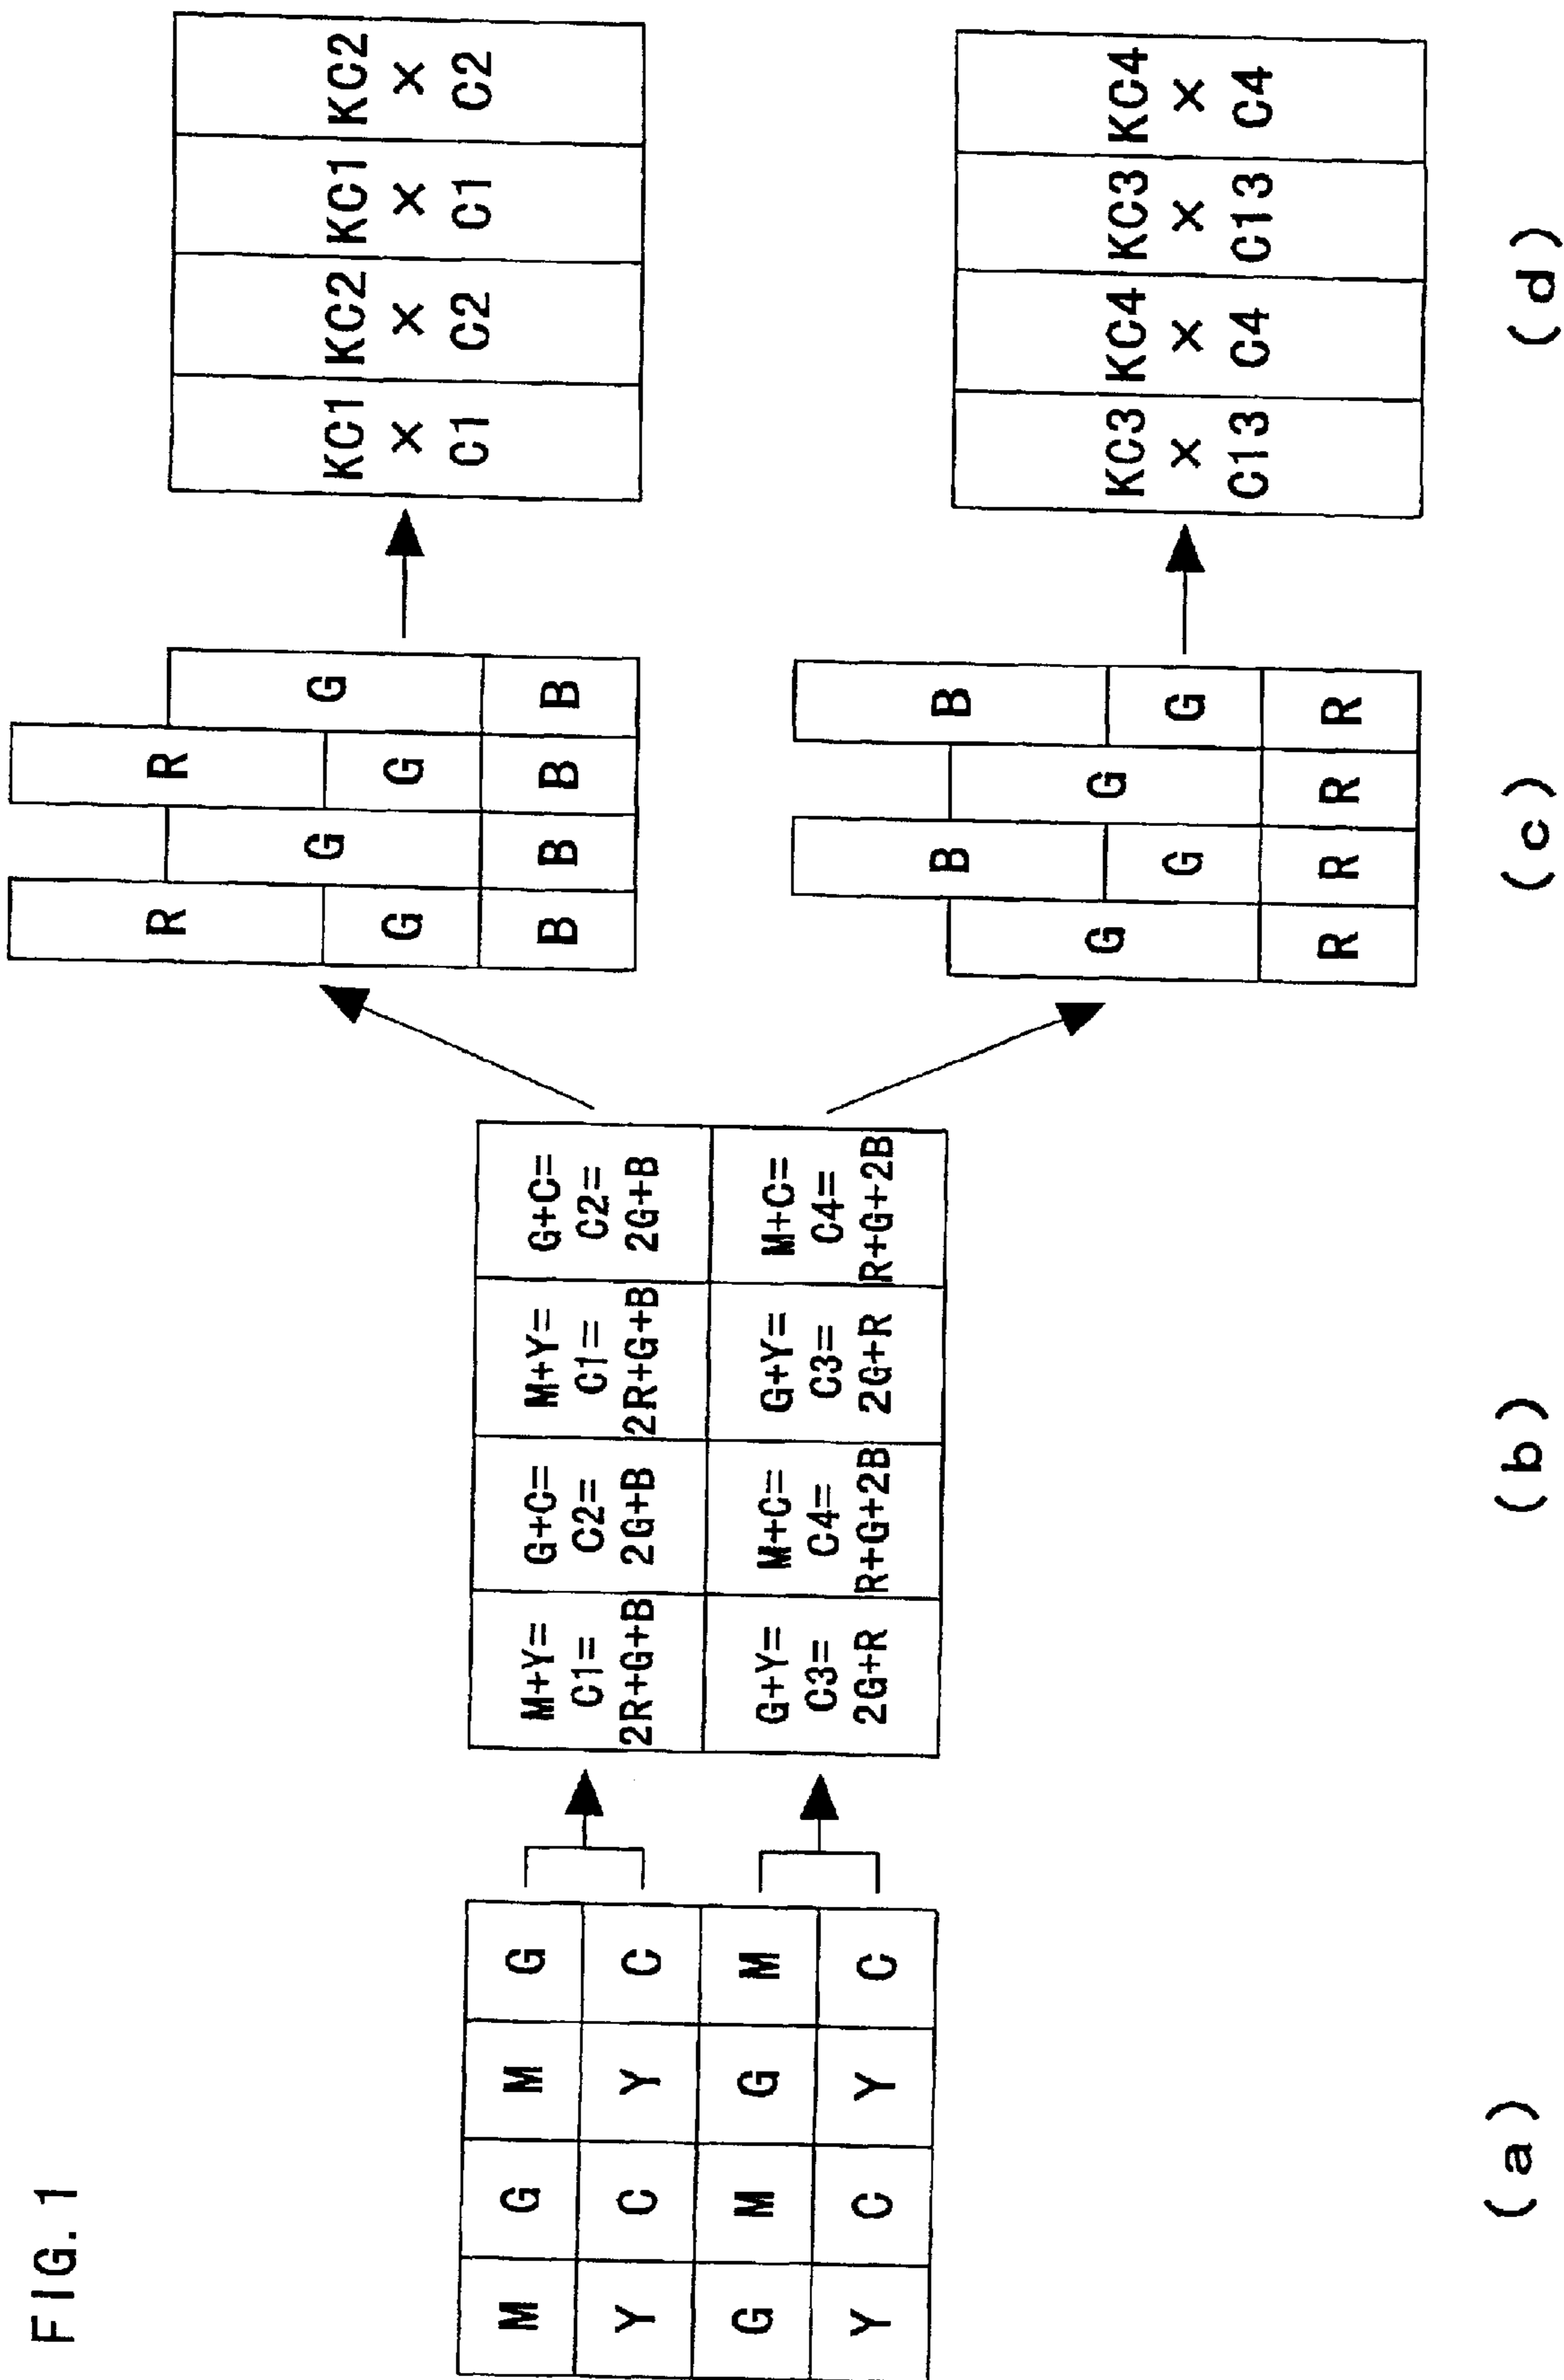 FIG. 1
M G M G
Y C Y C
G M G M
Y C Y C
(a)
M+Y= G+C= M+Y= G+C=
C1= C2= C1= C2=
2R+G+B 2G+B 2R+G+B 2G+B
G+Y= M+C= G+Y= M+C=
C3= C4= C3= C4=
2G+R R+G+2B 2G+R R+G+2B
(b)
R R
G G
G G
B B B B
B B
G G
G G
R R R R
(c)
KC1 KC2 KC1 KC2
× × × ×
C1 C2 C1 C2
KC3 KC4 KC3 KC4
× × × ×
C13 C4 C13 C4
(d)